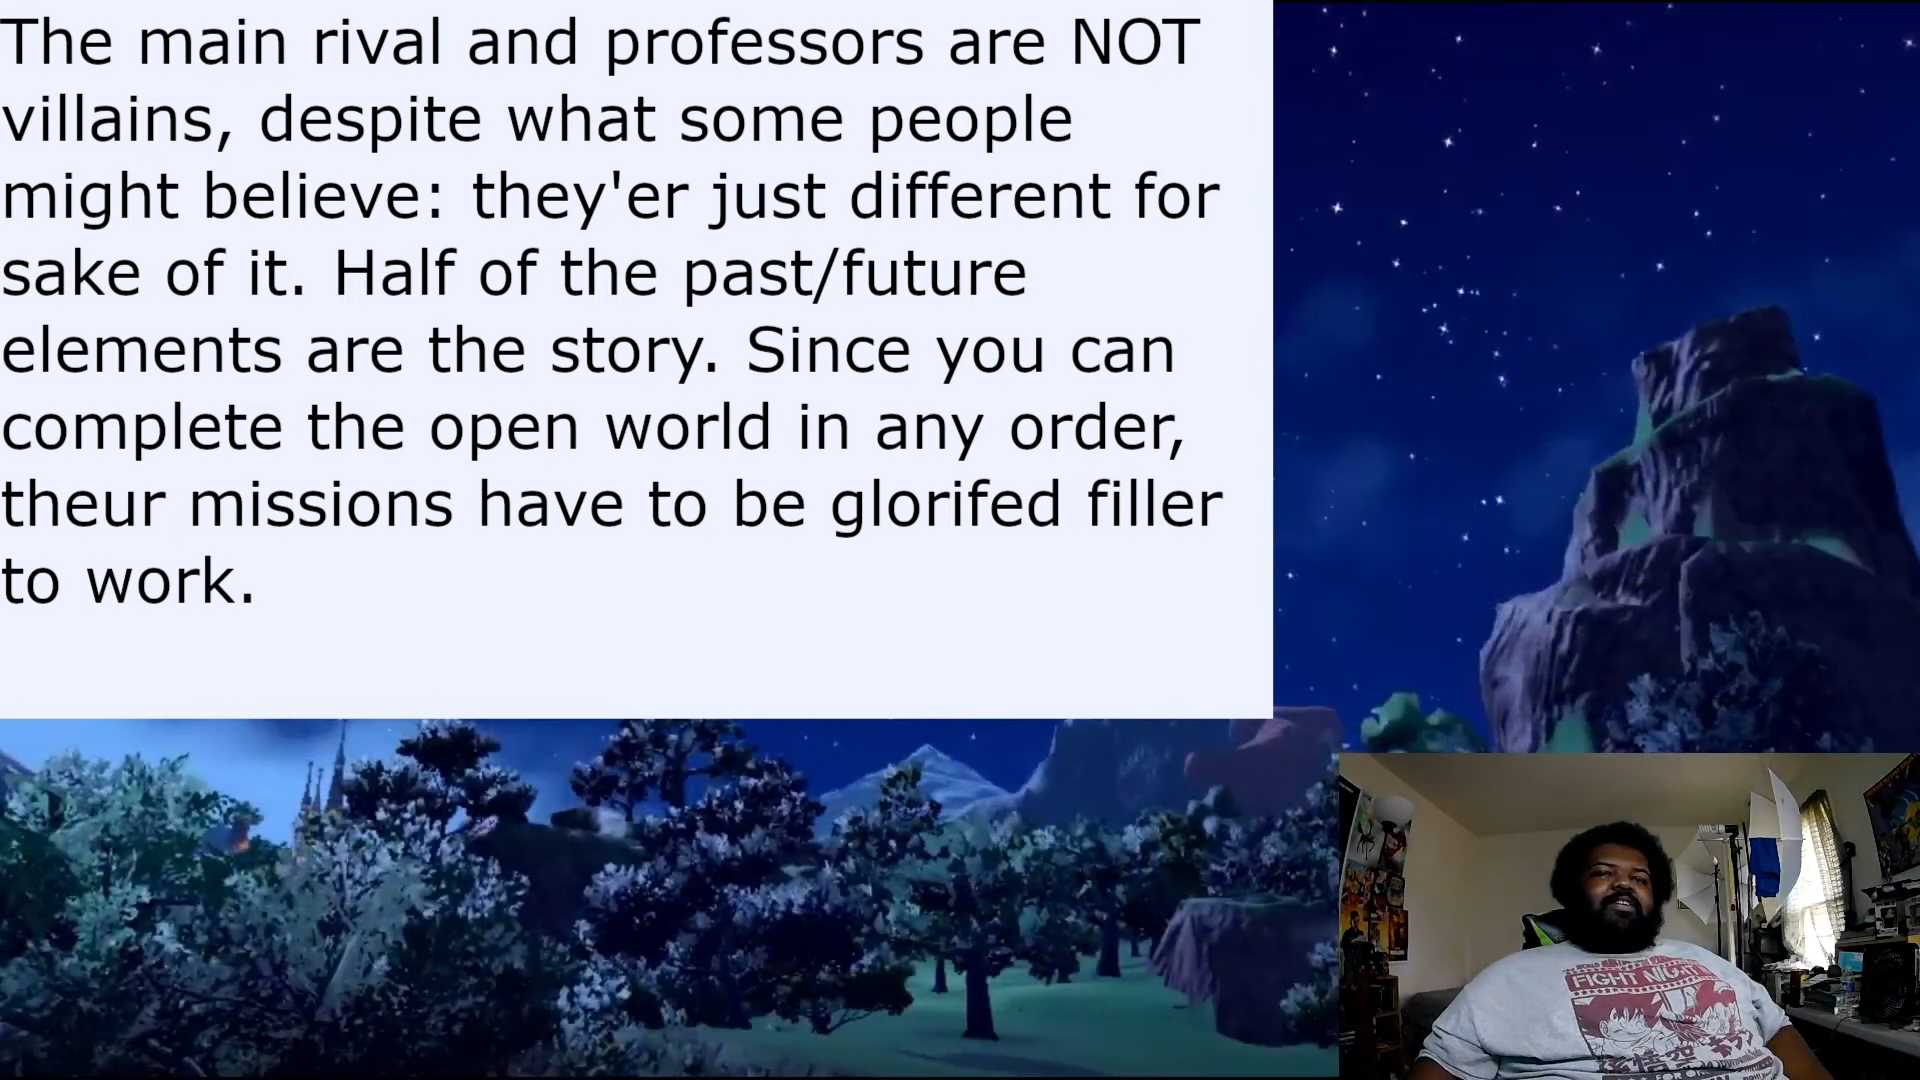 The main rival and professors are NOT
villains, despite what some people
might believe: they'er just different for
sake of it. Half of the past/future
elements are the story. Since you can
complete the open world in any order,
theur missions have to be glorifed filler
to work.
FIGHT NIGHT